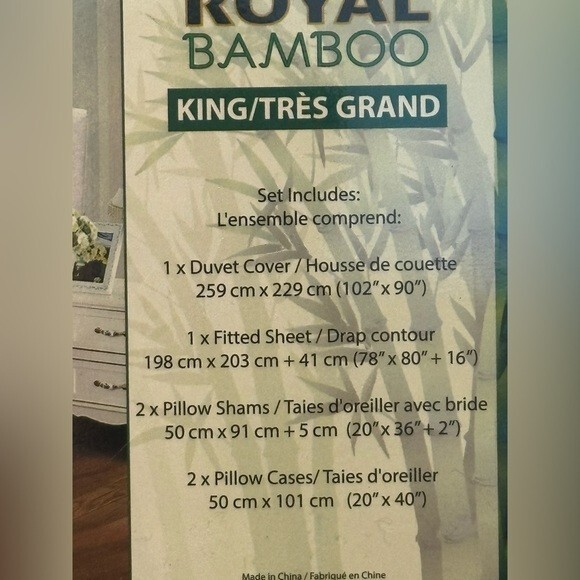 ROYAL
BAMBOO
KING/TRÈS GRAND
Set Includes:
L'ensemble comprend:
1 x Duvet Cover / Housse de couette
259 cm x 229 cm (102" x 90")
1 x Fitted Sheet / Drap contour
198 cm x 203 cm + 41 cm (78" x 80" + 16")
2 x Pillow Shams / Taies d'oreiller avec bride
50 cm x 91 cm + 5 cm (20" x 36" + 2")
2 x Pillow Cases/ Taies d'oreiller
50 cm x 101 cm (20" x 40")
Made in China / Fabriqué en Chine